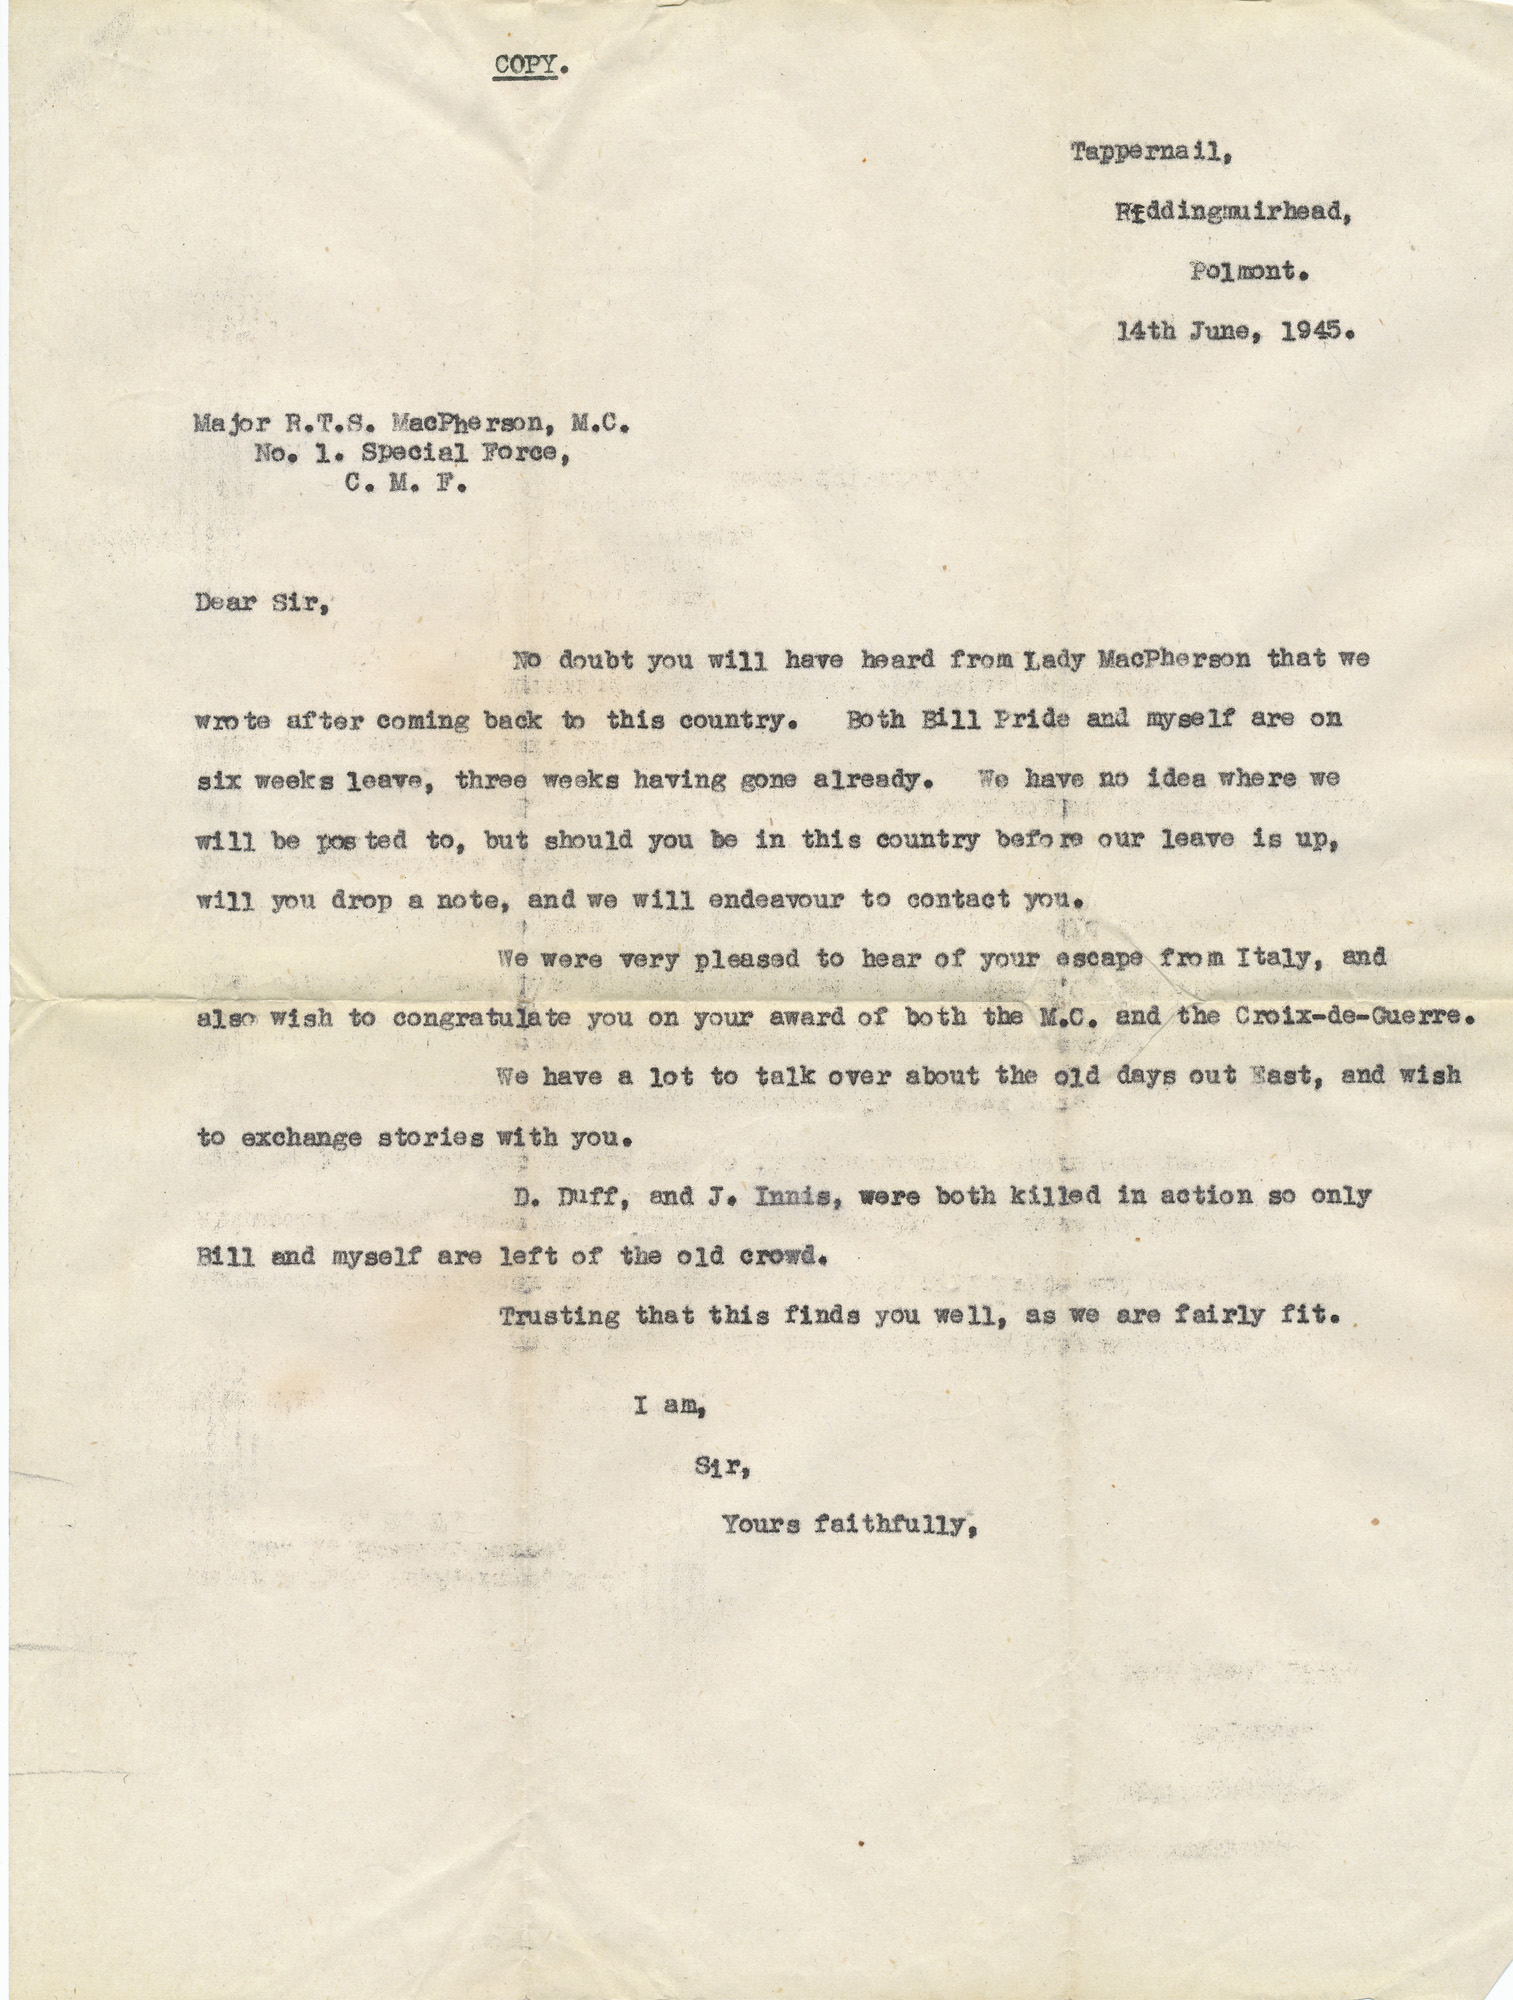 COPY.
Tappernail,
Riddingmuirhead,
Polmont.
14th June, 1945.
Major R.T.S. MacPherson, M.C.
No. 1. Special Force,
C. M. F.
Dear Sir,
No doubt you will have heard from Lady MacPherson that we
wrote after coming back to this country. Both Bill Pride and myself are on
six weeks leave, three weeks having gone already. We have no idea where we
will be posted to, but should you be in this country before our leave is up,
will you drop a note, and we will endeavour to contact you.
We were very pleased to hear of your escape from Italy, and
also wish to congratulate you on your award of both the M.C. and the Croix-de-Guerre.
We have a lot to talk over about the old days out East, and wish
to exchange stories with you.
D. Duff, and J. Innis, were both killed in action so only
Bill and myself are left of the old crowd.
Trusting that this finds you well, as we are fairly fit.
I am,
Sir,
Yours faithfully,